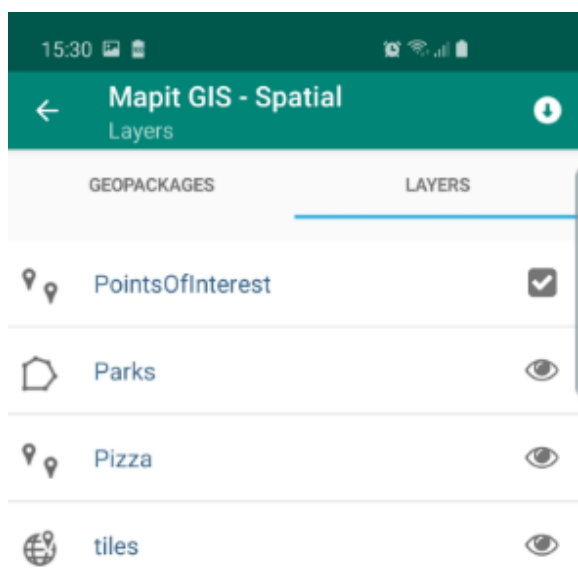 15:30
Mapit GIS - Spatial
Layers
GEOPACKAGES LAYERS
PointsOfInterest
Parks
Pizza
tiles